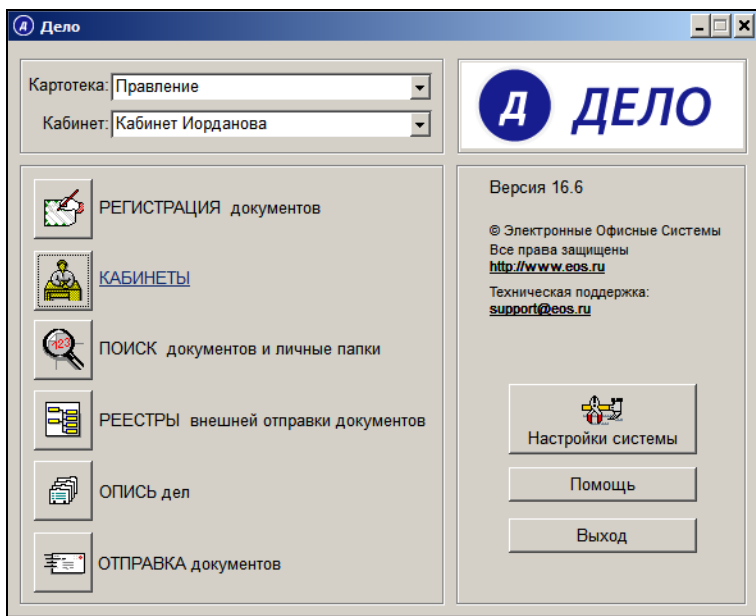 Дело
Картотека: Правление
Кабинет: Кабинет Иорданова
Д ДЕЛО
РЕГИСТРАЦИЯ документов
КАБИНЕТЫ
123
ПОИСК документов и личные папки
РЕЕСТРЫ внешней отправки документов
ОПИСЬ дел
ОТПРАВКА документов
Версия 16.6
© Электронные Офисные Системы
Все права защищены
http://www.eos.ru
Техническая поддержка:
support@eos.ru
Настройки системы
Помощь
Выход